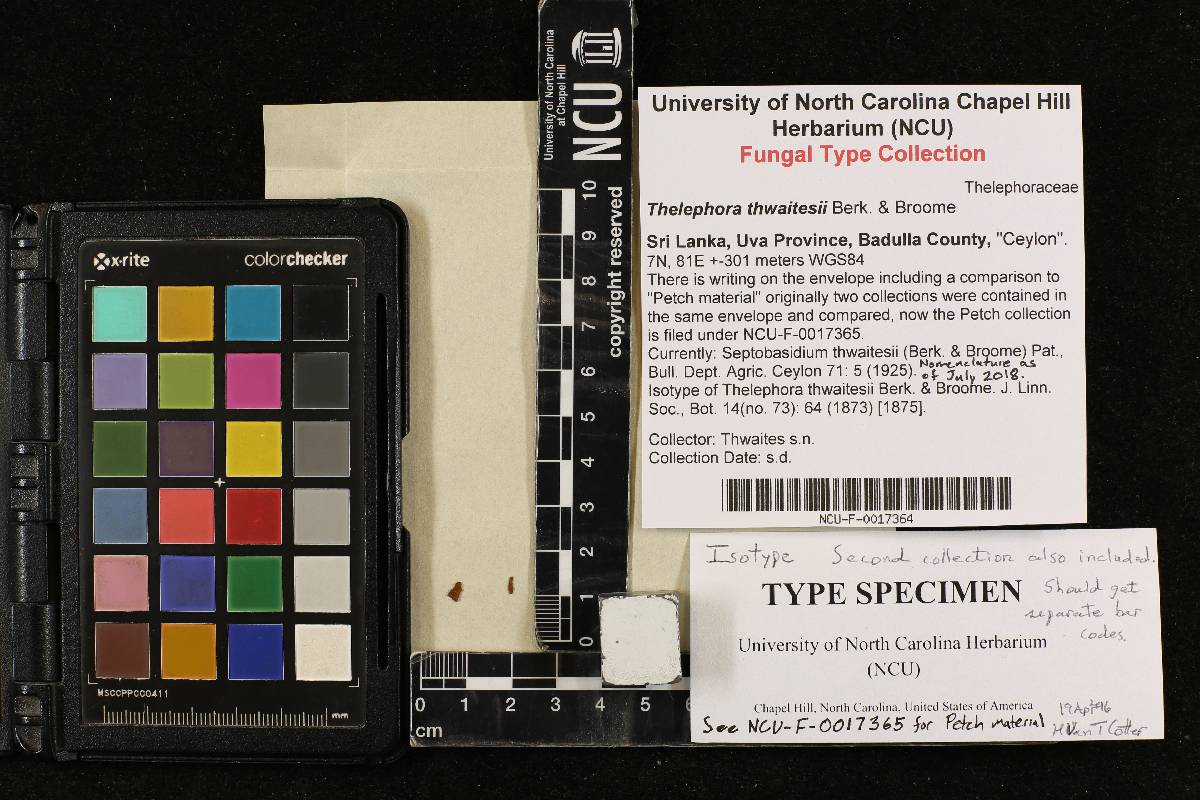 University of North Carolina
at Chapel Hill
NCU
copyright reserved
10
9
8
7
6
5
4
3
2
1
0
0 1 2 3 4 5 6
cm
x-rite colorchecker
MSCCPP000411
mm
University of North Carolina Chapel Hill
Herbarium (NCU)
Fungal Type Collection
Thelephoraceae
Thelephora thwaitesii Berk. & Broome
Sri Lanka, Uva Province, Badulla County, "Ceylon".
7N, 81E +-301 meters WGS84
There is writing on the envelope including a comparison to
"Petch material" originally two collections were contained in
the same envelope and compared, now the Petch collection
is filed under NCU-F-0017365.
Currently: Septobasidium thwaitesii (Berk. & Broome) Pat.,
Bull. Dept. Agric. Ceylon 71: 5 (1925). Nomenclature as
of July 2018.
Isotype of Thelephora thwaitesii Berk. & Broome. J. Linn.
Soc., Bot. 14(no. 73): 64 (1873) [1875].
Collector: Thwaites s.n.
Collection Date: s.d.
NCU-F-0017364
Isotype Second collection also included.
TYPE SPECIMEN Should get
separate bar
codes.
University of North Carolina Herbarium
(NCU)
Chapel Hill, North Carolina, United States of America
See NCU-F-0017365 for Petch material
H Van T Cotter